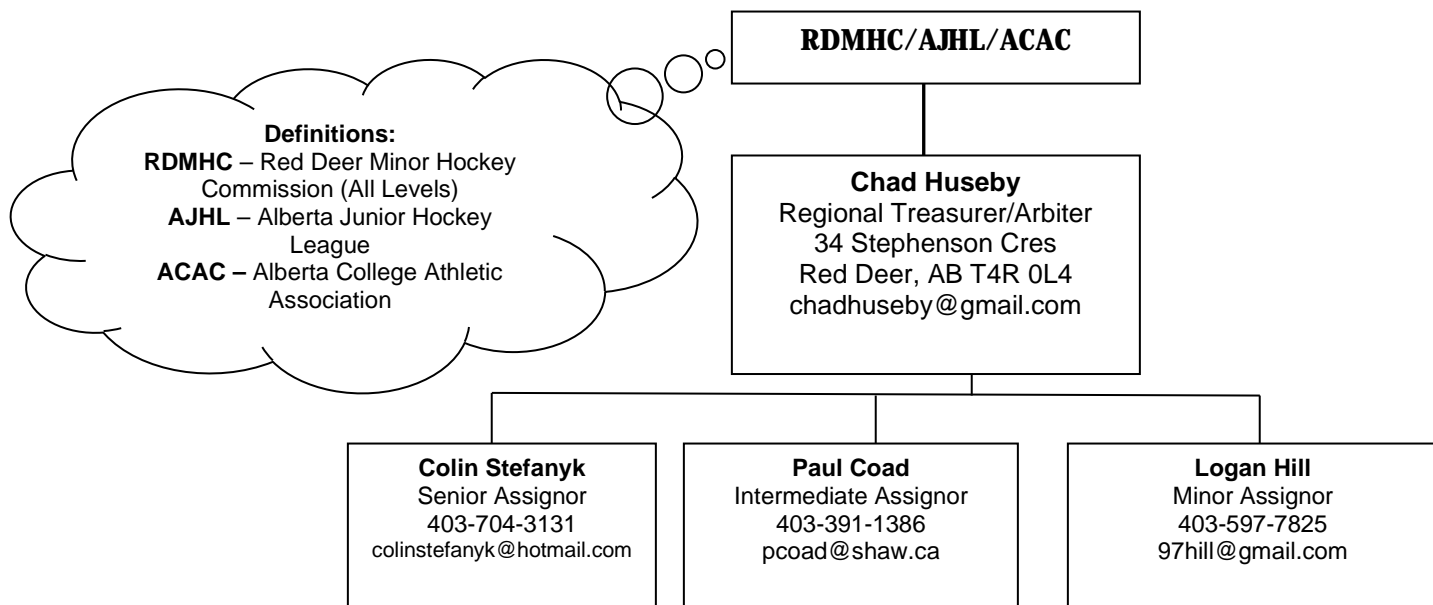 RDMHC/AJHL/ACAC
Definitions:
RDMHC – Red Deer Minor Hockey
Commission (All Levels)
AJHL – Alberta Junior Hockey
League
ACAC – Alberta College Athletic
Association
Chad Huseby
Regional Treasurer/Arbiter
34 Stephenson Cres
Red Deer, AB T4R 0L4
chadhuseby@gmail.com
Colin Stefanyk
Senior Assignor
403-704-3131
colinstefanyk@hotmail.com
Paul Coad
Intermediate Assignor
403-391-1386
pcoad@shaw.ca
Logan Hill
Minor Assignor
403-597-7825
97hill@gmail.com